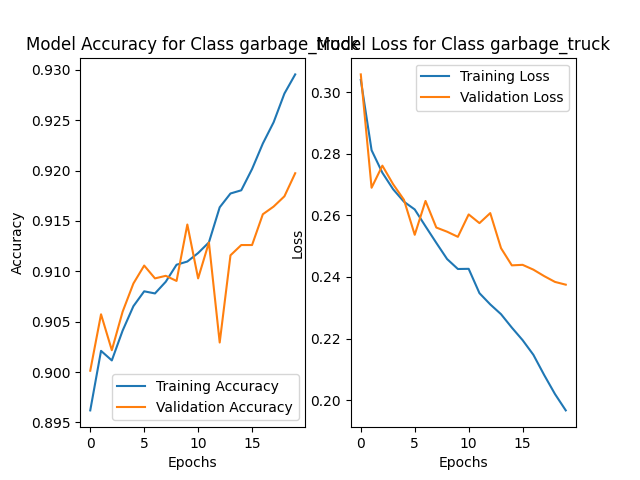 Model Accuracy for Class garbage_truck
Model Loss for Class garbage_truck
Accuracy
0.930
0.925
0.920
0.915
0.910
0.905
0.900
0.895
Training Accuracy
Validation Accuracy
0 5 10 15
Epochs
Loss
0.30
0.28
0.26
0.24
0.22
0.20
Training Loss
Validation Loss
0 5 10 15
Epochs